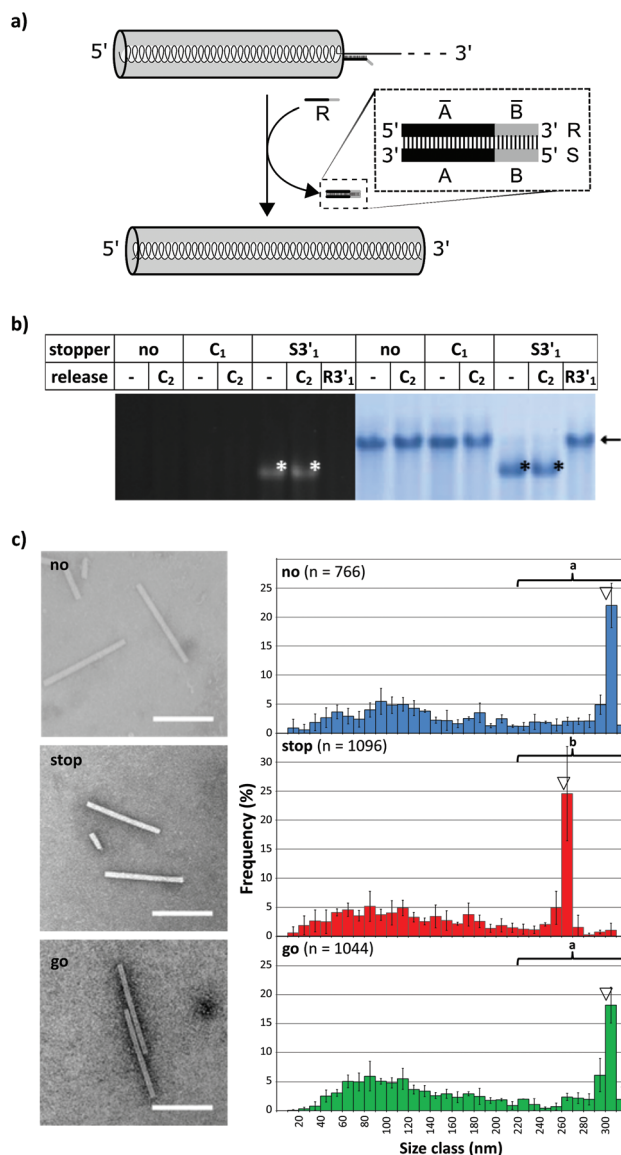 a)
5'
3'
R
A̅ B̅
5' 3' R
3' 5' S
A B
5' 3'
b)
stopper no C₁ S3'₁ no C₁ S3'₁
release - C₂ - C₂ - C₂ R3'₁ - C₂ - C₂ - C₂ R3'₁
* * * *
c)
no
no (n = 766)
a
25
20
15
10
5
0
stop
stop (n = 1096)
b
30
25
20
15
10
5
0
Frequency (%)
go
go (n = 1044)
a
25
20
15
10
5
0
20 40 60 80 100 120 140 160 180 200 220 240 260 280 300
Size class (nm)